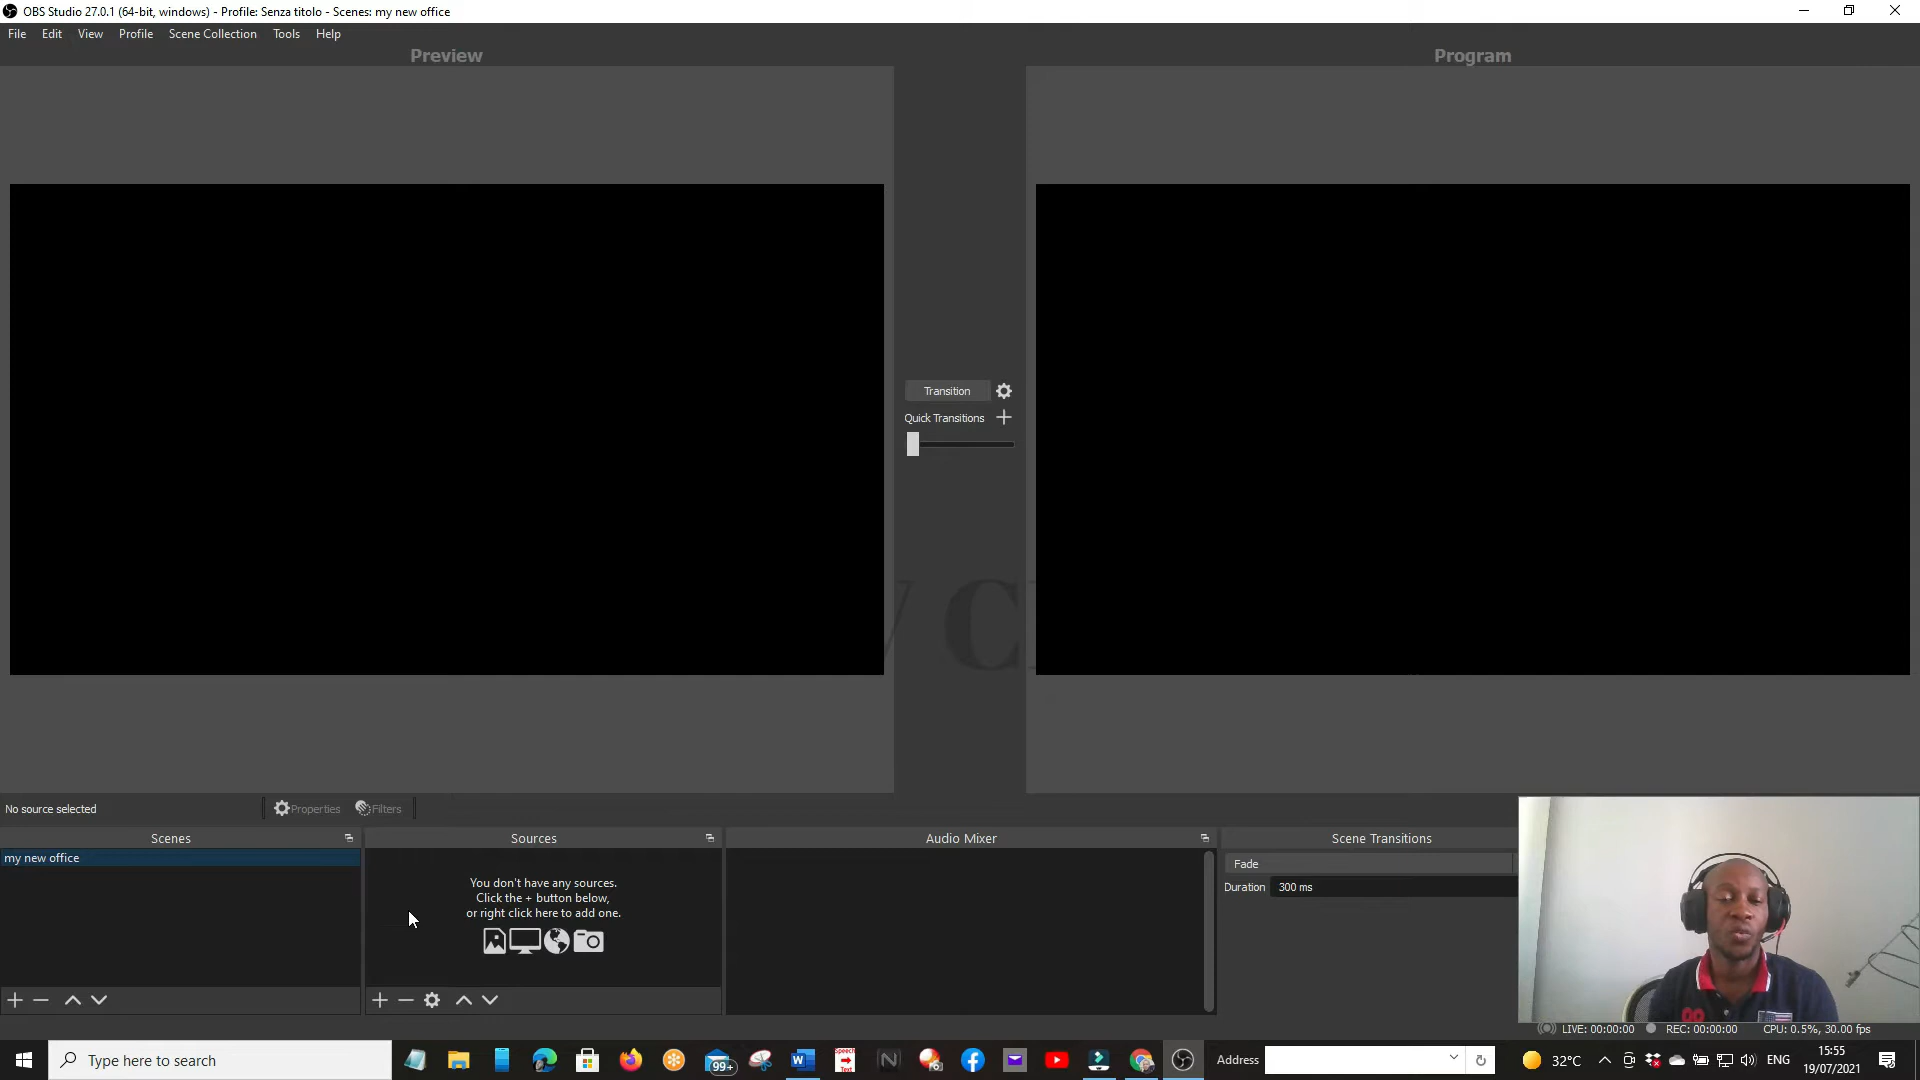 OBS Studio 27.0.1 (64-bit, windows) - Profile: Senza titolo - Scenes: my new office
File Edit View Profile Scene Collection Tools Help
Preview
Program
Transition
Quick Transitions
No source selected
Properties
Filters
Scenes
Sources
Audio Mixer
Scene Transitions
my new office
You don't have any sources.
Click the + button below,
or right click here to add one.
Fade
Duration 300 ms
LIVE: 00:00:00
REC: 00:00:00
CPU: 0.5%, 30.00 fps
Type here to search
99+
Speech
Text
Address
32°C
ENG
15:55
19/07/2021